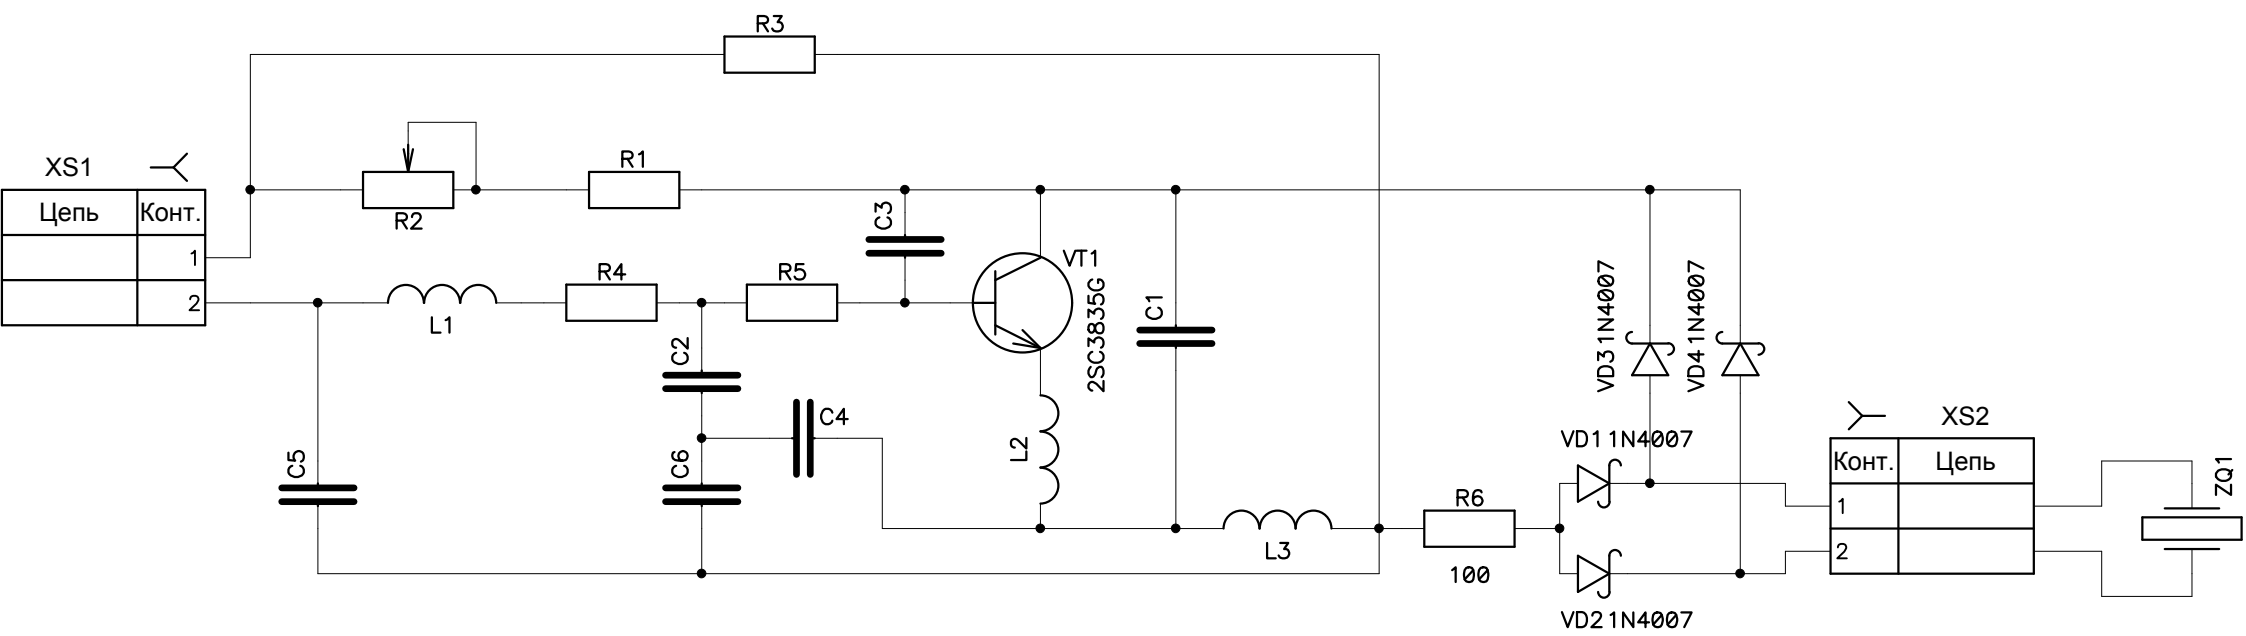 R3
XS1
R1
Цепь
Конт.
R2
C3
1
VT1
R4
R5
2
L1
2SC3835G
C1
VD3 1N4007
VD4 1N4007
C2
C4
XS2
VD1 1N4007
L2
C5
C6
Конт.
Цепь
ZQ1
R6
1
L3
2
100
VD2 1N4007